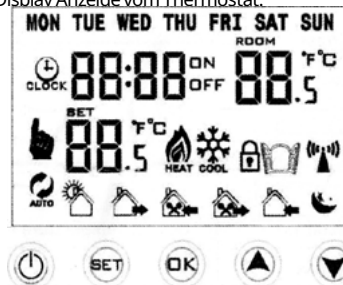 Display Anzeige vom Thermostat.
MON TUE WED THU FRI SAT SUN
ROOM
CLOCK 88:88 ON OFF 88.5 °F°C
SET
88.5 °F°C
HEAT COOL
AUTO
SET OK